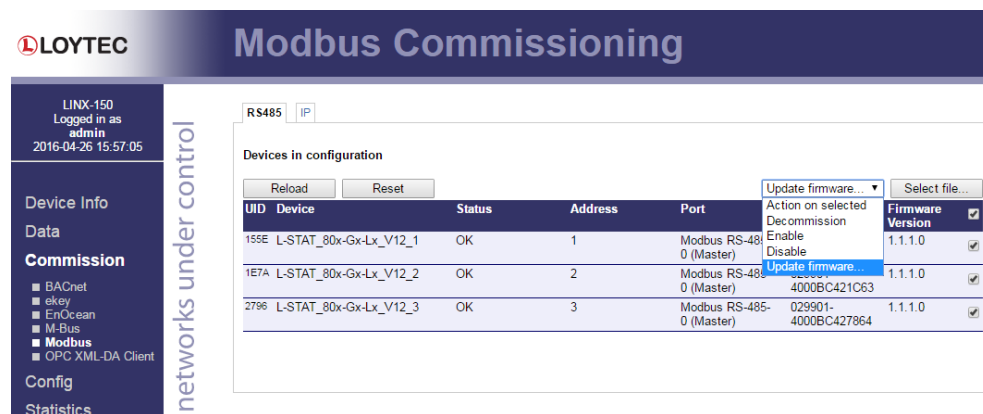 LOYTEC
Modbus Commissioning
LINX-150
Logged in as
admin
2016-04-26 15:57:05
networks under control
Device Info
Data
Commission
BACnet
ekey
EnOcean
M-Bus
Modbus
OPC XML-DA Client
Config
Statistics
RS485 IP
Devices in configuration
Reload Reset Update firmware... Select file...
Action on selected
Decommission
Enable
Disable
Update firmware...
UID Device Status Address Port Firmware Version
155E L-STAT_80x-Gx-Lx_V12_1 OK 1 Modbus RS-485- 1.1.1.0
0 (Master)
1E7A L-STAT_80x-Gx-Lx_V12_2 OK 2 Modbus RS-485- 1.1.1.0
0 (Master) 4000BC421C63
2796 L-STAT_80x-Gx-Lx_V12_3 OK 3 Modbus RS-485- 029901- 1.1.1.0
0 (Master) 4000BC427864